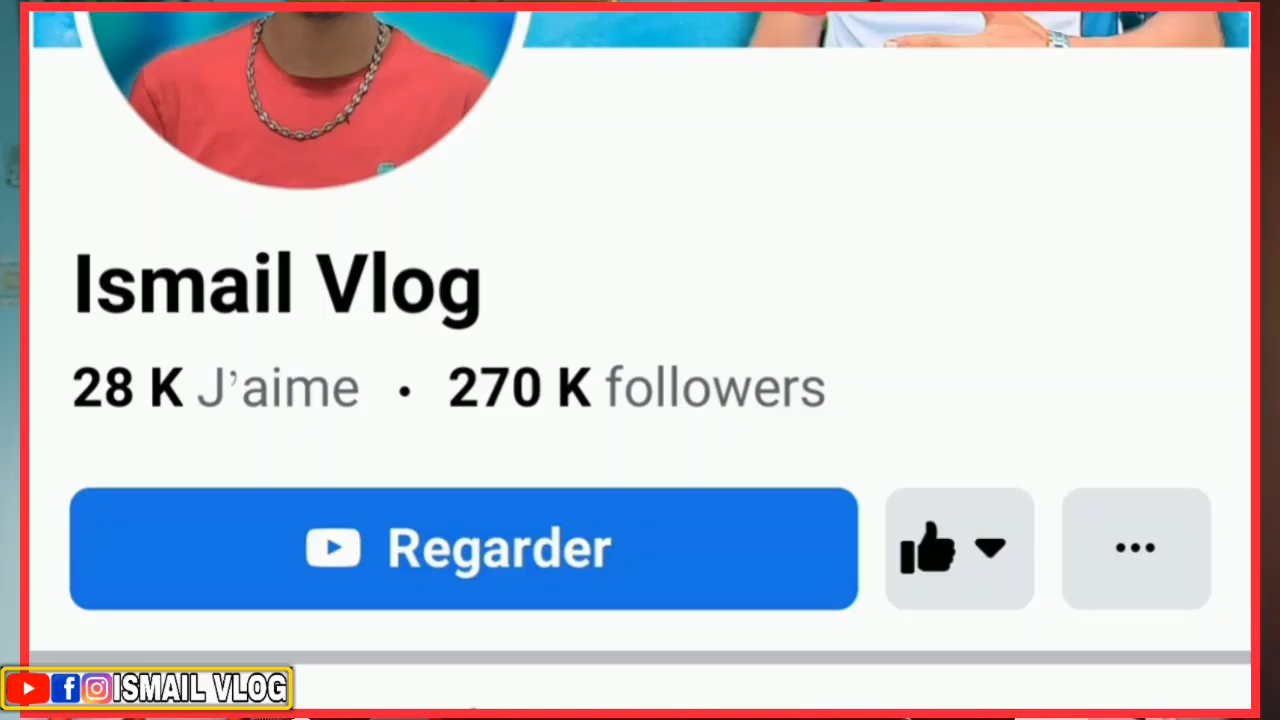 Ismail Vlog
28 K J'aime • 270 K followers
Regarder
ISMAIL VLOG